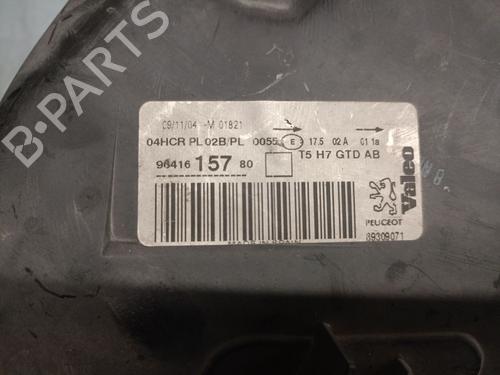 09/11/04 -M 01821
04HCR PL 02B/PL 0055 E 17.5 02 A 01 1a
96416 157 80 T5 H7 GTD AB
Valeo
PEUGEOT
89309071